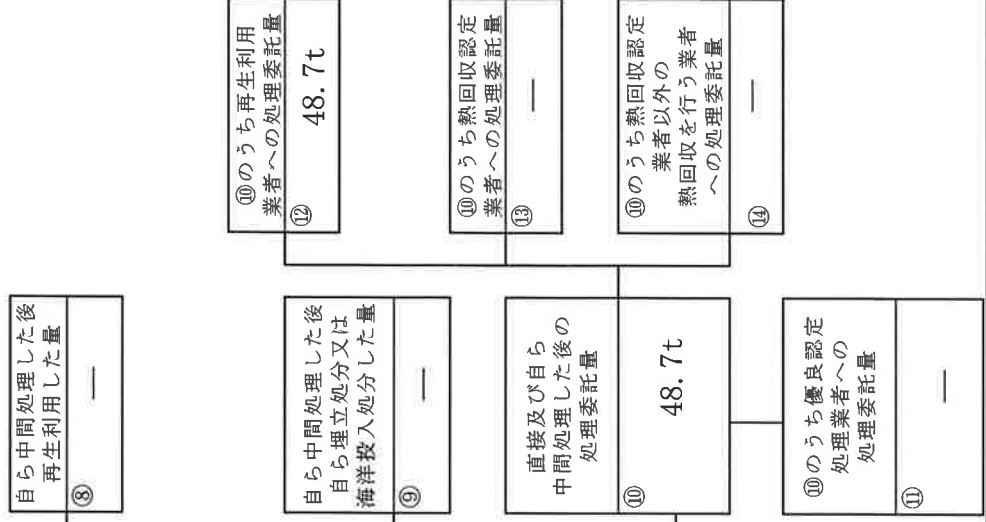 自ら中間処理した後
再生利用した量
⑧
―
自ら中間処理した後
自ら埋立処分又は
海洋投入処分した量
⑨
―
直接及び自ら
中間処理した後の
処理委託量
⑩
48.7t
⑩のうち優良認定
処理業者への
処理委託量
⑪
―
⑩のうち再生利用
業者への処理委託量
⑫
48.7t
⑩のうち熱回収認定
業者への処理委託量
⑬
―
⑩のうち熱回収認定
業者以外の
熱回収を行う業者
への処理委託量
⑭
―